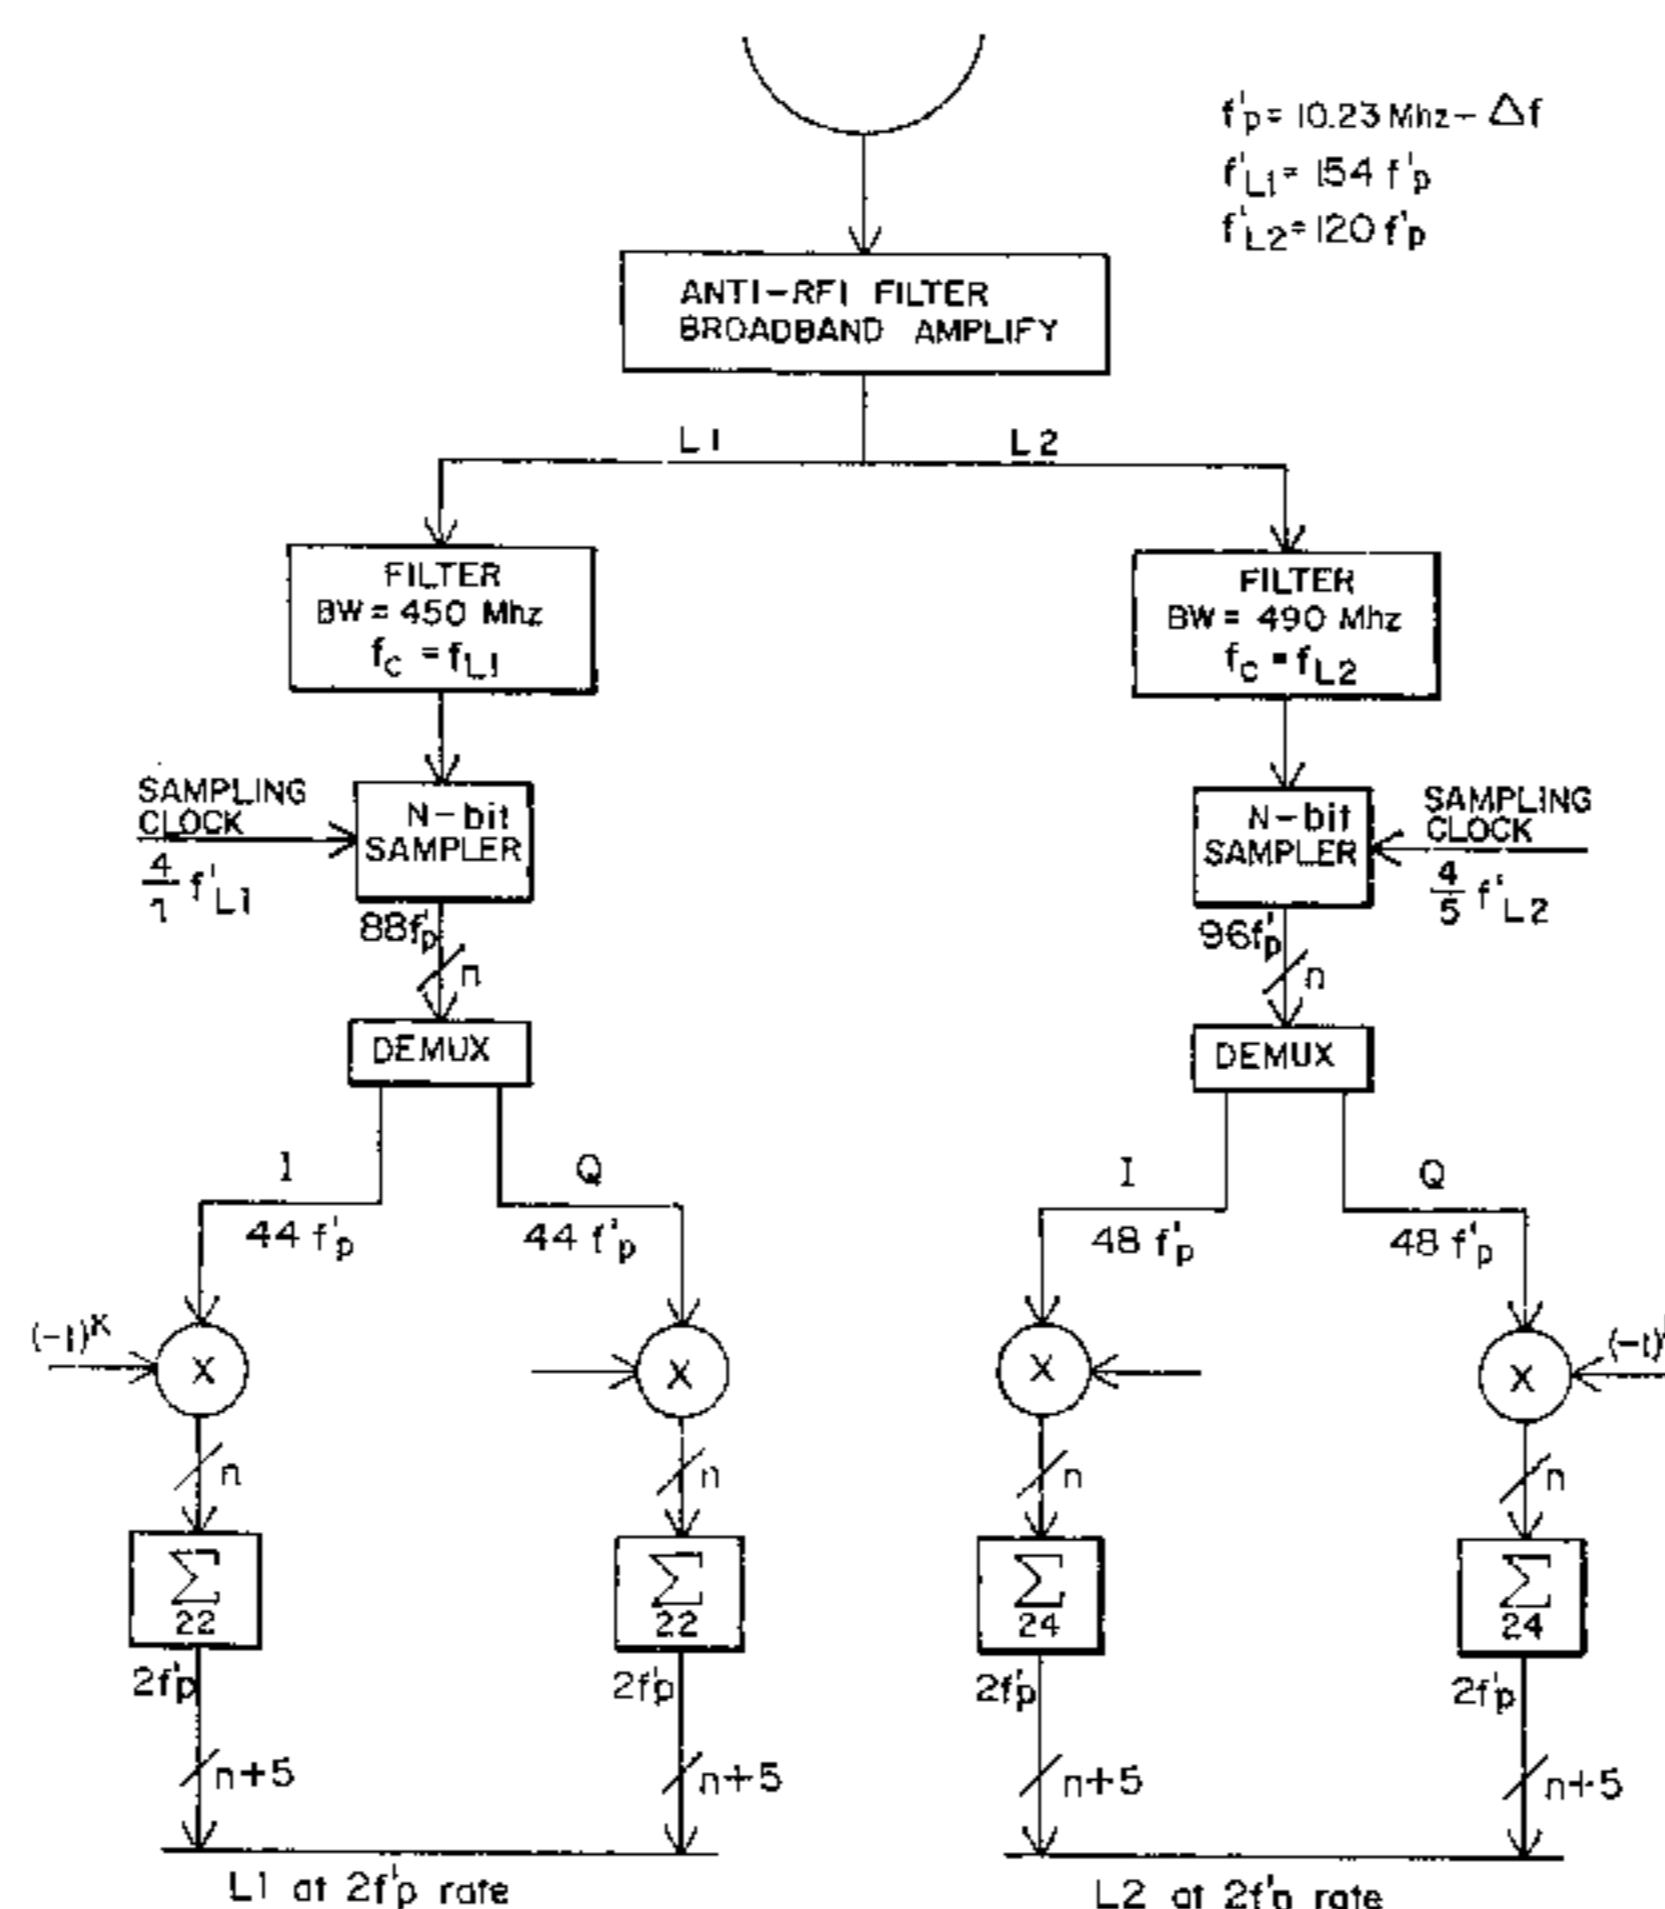 f'p = 10.23 Mhz - Δf
f'L1 = 154 f'p
f'L2 = 120 f'p
ANTI-RFI FILTER
BROADBAND AMPLIFY
L1
L2
FILTER
BW = 450 Mhz
fC = fL1
FILTER
BW = 490 Mhz
fC = fL2
SAMPLING
CLOCK
4/7 f'L1
N-bit
SAMPLER
88f'p
n
N-bit
SAMPLER
96f'p
n
SAMPLING
CLOCK
4/5 f'L2
DEMUX
DEMUX
I
44 f'p
Q
44 f'p
I
48 f'p
Q
48 f'p
(-1)K
X
X
X
X
(-1)
n
n
n
n
Σ
22
Σ
22
Σ
24
Σ
24
2f'p
2f'p
2f'p
2f'p
n+5
n+5
n+5
n+5
L1 at 2f'p rate
L2 at 2f'p rate